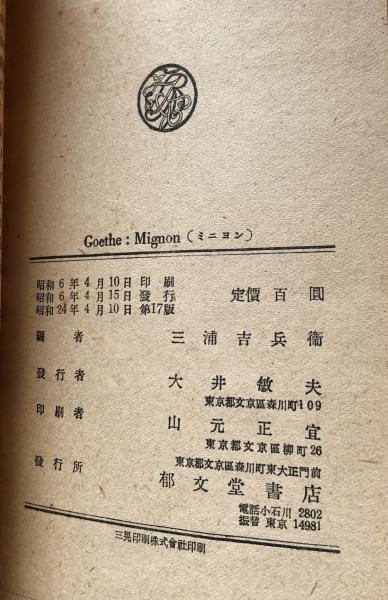 Goethe : Mignon (ミニヨン)
昭和 6 年 4 月 10 日 印 刷
昭和 6 年 4 月 15 日 發 行
昭和 24 年 4 月 10 日 第17版
定價 百 圓
編 者 三 浦 吉 兵 衞
發 行 者 大 井 敏 夫
東京都文京區森川町109
印 刷 者 山 元 正 宜
東京都文京區柳町26
發 行 所 東京都文京區森川町東大正門前
郁 文 堂 書 店
電話小石川 2802
振替 東京 14981
三晃印刷株式會社印刷